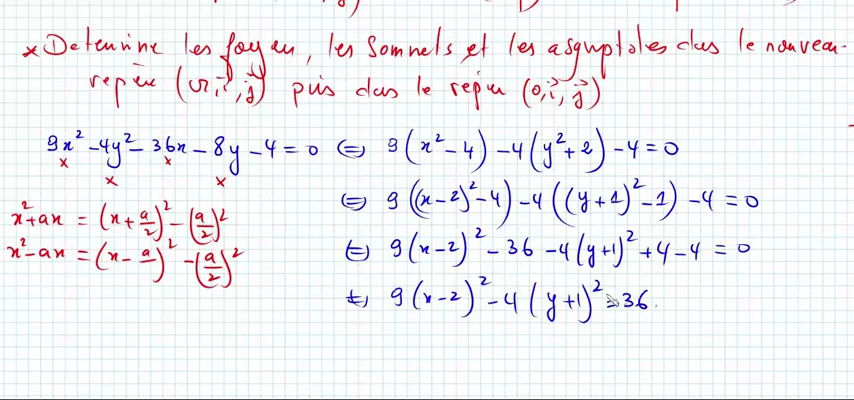 * Determine les foyen, les Sommets et les asymptoles dans le nouveau
repère (Ω, i⃗, j⃗) puis dans le repère (o, i⃗, j⃗)
9x² - 4y² - 36x - 8y - 4 = 0 ⇔ 9(x² - 4) - 4(y² + 2) - 4 = 0
x² + ax = (x + a/2)² - (a/2)² ⇔ 9((x-2)² - 4) - 4((y+1)² - 1) - 4 = 0
x² - ax = (x - a/2)² - (a/2)² ⇔ 9(x-2)² - 36 - 4(y+1)² + 4 - 4 = 0
⇔ 9(x-2)² - 4(y+1)² = 36.